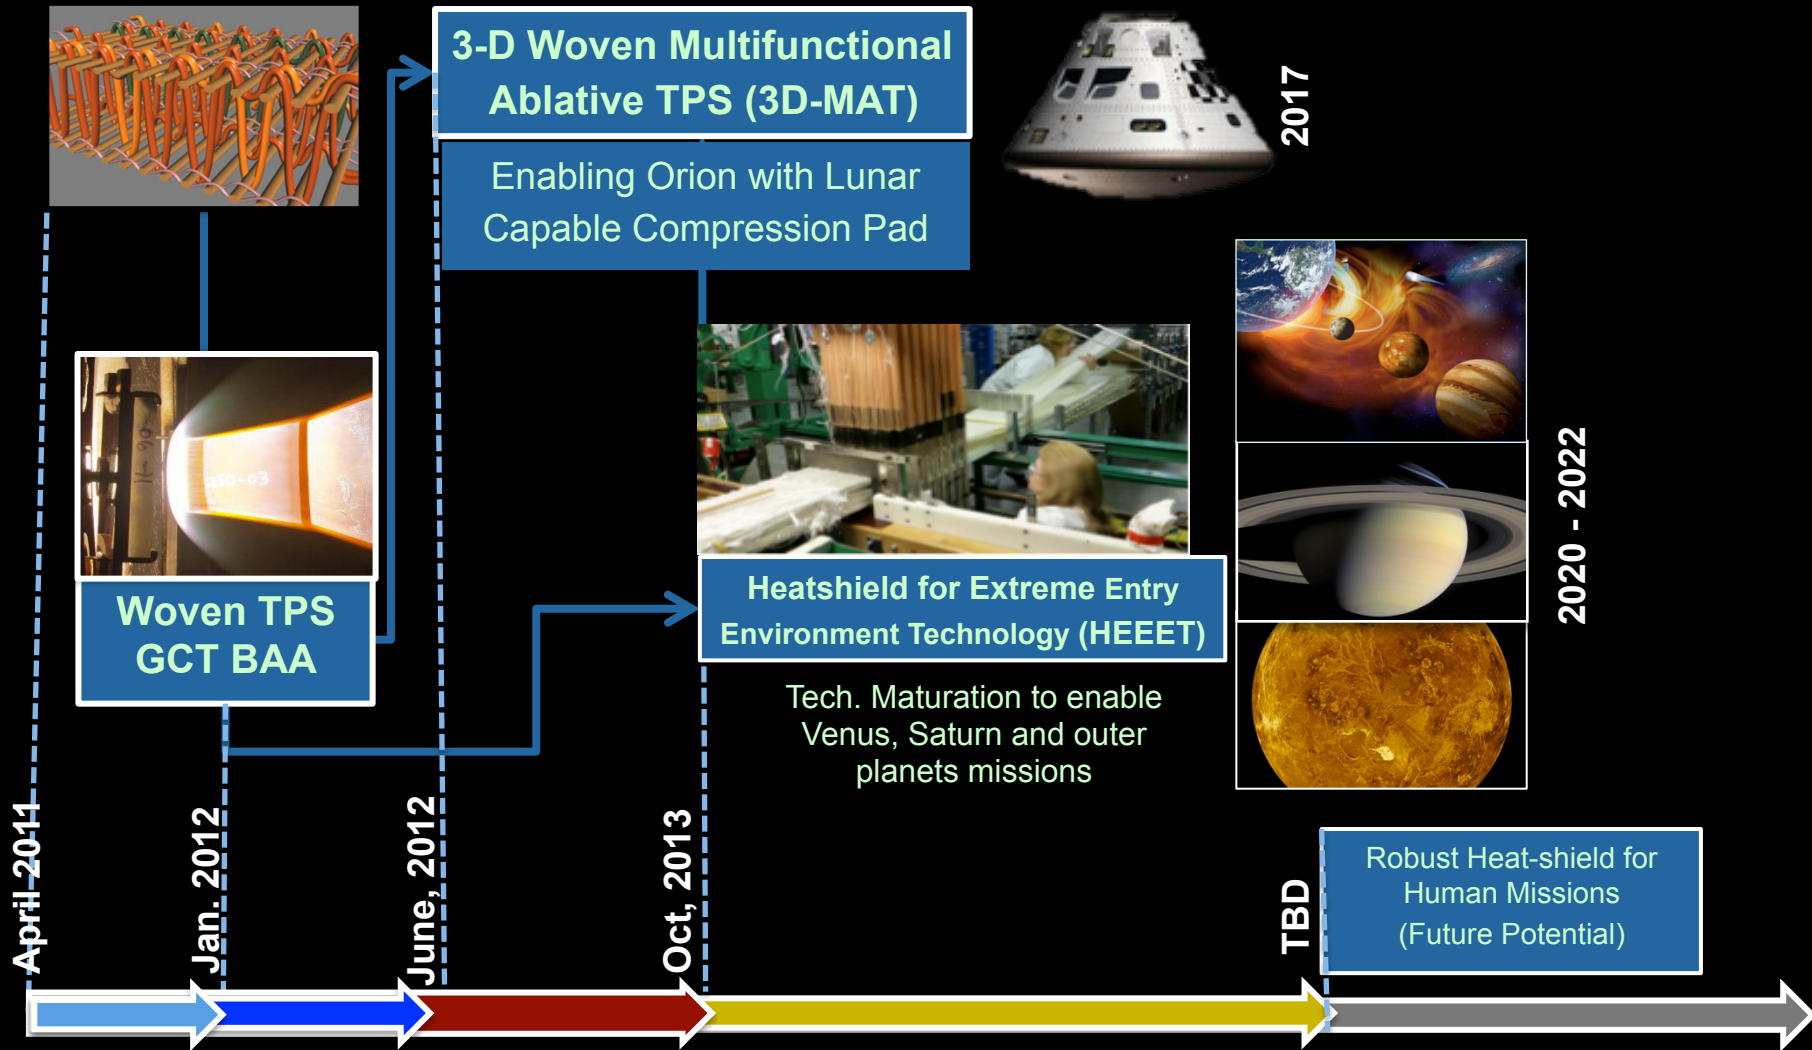 3-D Woven Multifunctional
Ablative TPS (3D-MAT)
Enabling Orion with Lunar
Capable Compression Pad
2017
Woven TPS
GCT BAA
Heatshield for Extreme Entry
Environment Technology (HEEET)
Tech. Maturation to enable
Venus, Saturn and outer
planets missions
2020 - 2022
April 2011
Jan. 2012
June, 2012
Oct, 2013
TBD
Robust Heat-shield for
Human Missions
(Future Potential)